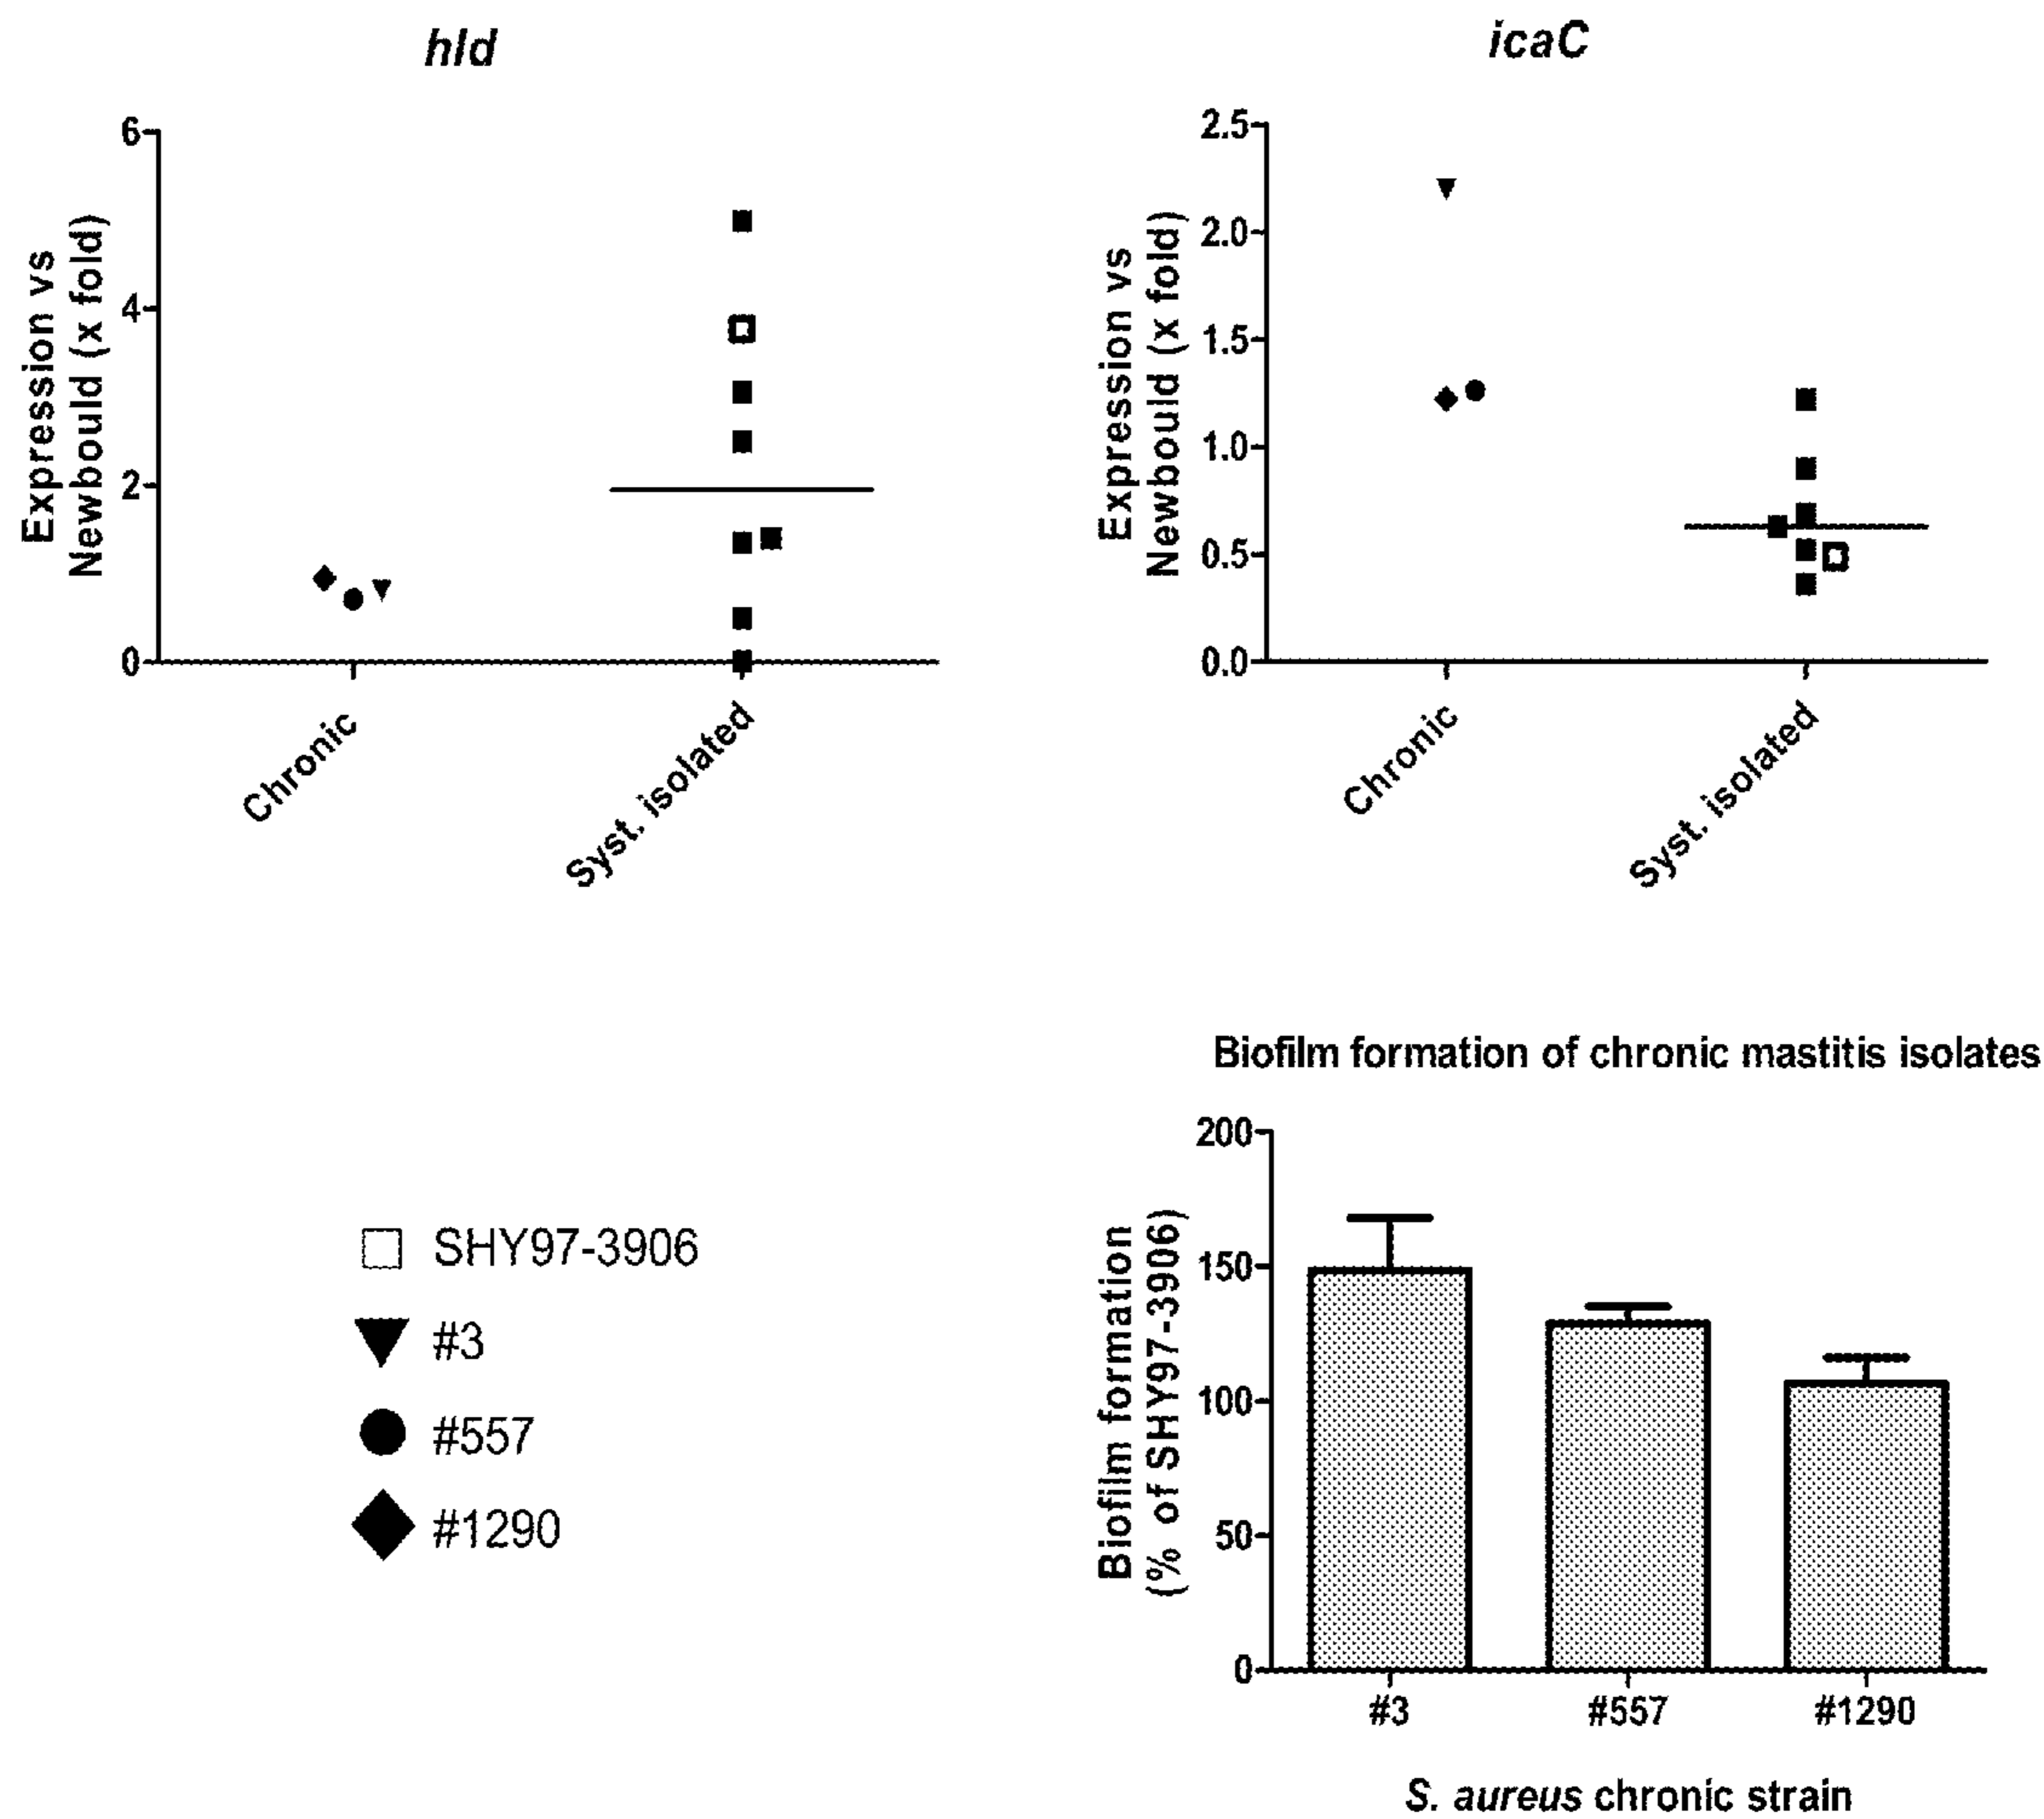 hld
Expression vs
Newbould (x fold)
6
4
2
0
Chronic
Syst. isolated
icaC
Expression vs
Newbould (x fold)
2.5
2.0
1.5
1.0
0.5
0.0
Chronic
Syst. isolated
SHY97-3906
#3
#557
#1290
Biofilm formation of chronic mastitis isolates
Biofilm formation
(% of SHY97-3906)
200
150
100
50
0
#3 #557 #1290
S. aureus chronic strain